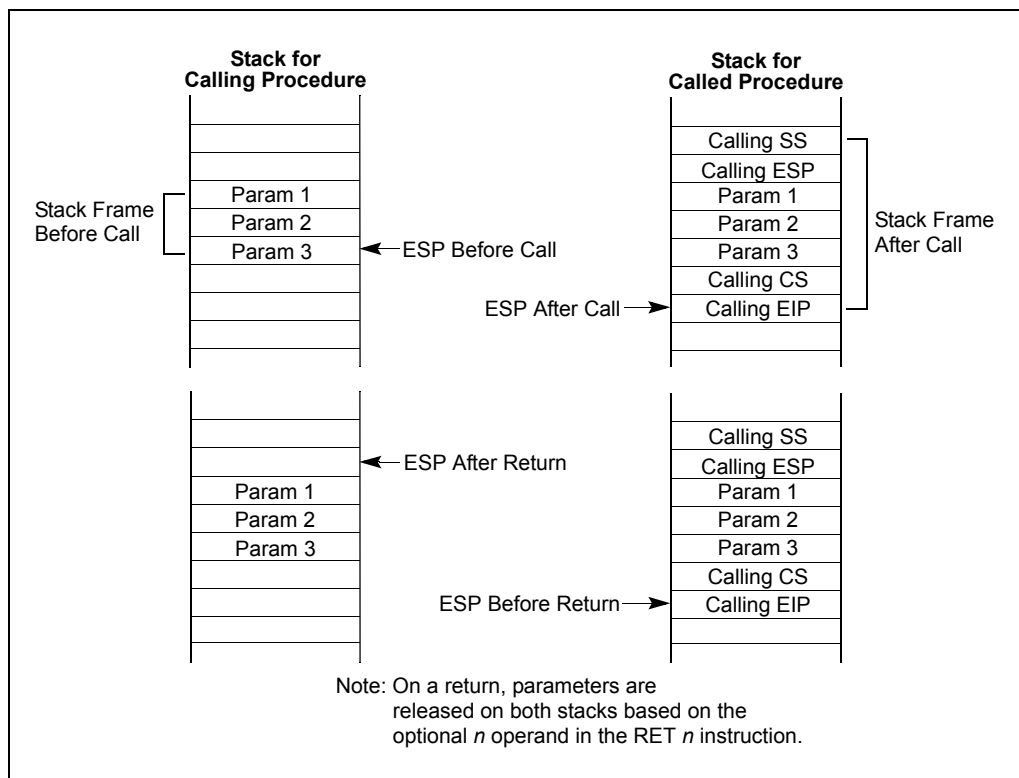 Stack for
Calling Procedure
Stack for
Called Procedure
Stack Frame
Before Call
Param 1
Param 2
Param 3
ESP Before Call
ESP After Call
Calling SS
Calling ESP
Param 1
Param 2
Param 3
Calling CS
Calling EIP
Stack Frame
After Call
ESP After Return
Param 1
Param 2
Param 3
ESP Before Return
Calling SS
Calling ESP
Param 1
Param 2
Param 3
Calling CS
Calling EIP
Note: On a return, parameters are
released on both stacks based on the
optional n operand in the RET n instruction.